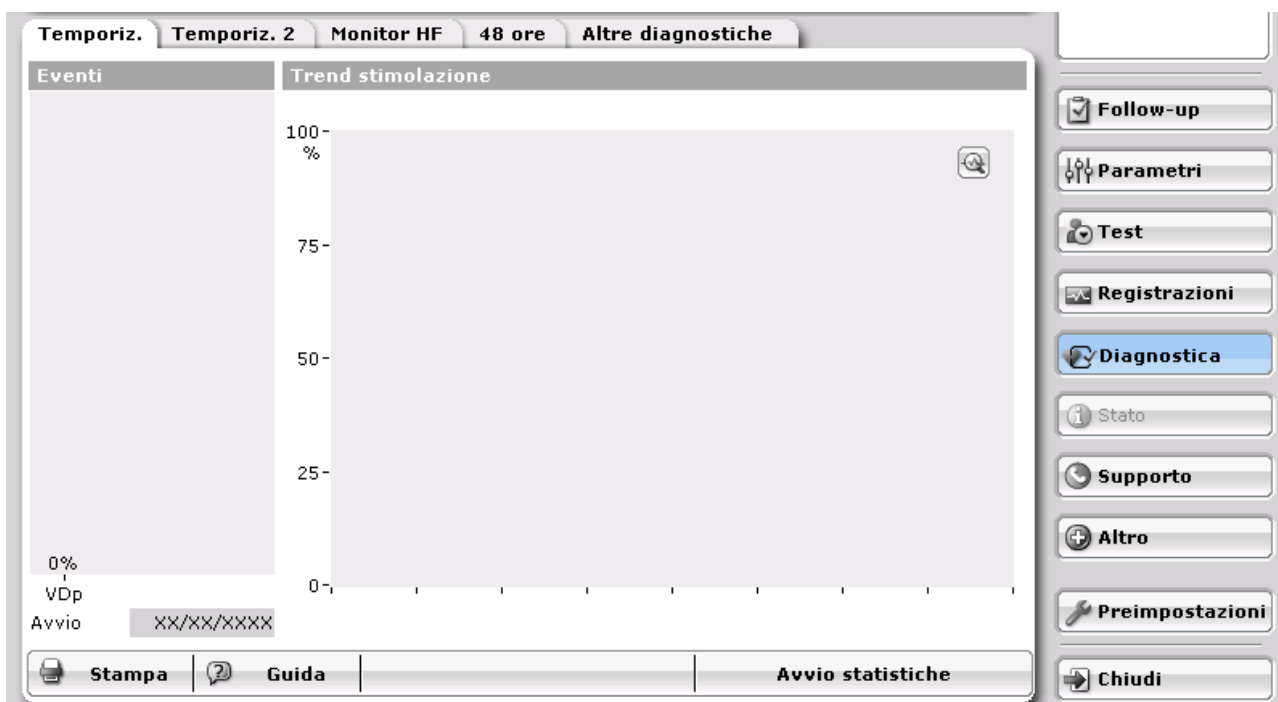 Temporiz. Temporiz. 2 Monitor HF 48 ore Altre diagnostiche
Eventi
Trend stimolazione
100
%
75
50
25
0
0%
VDp
Avvio XX/XX/XXXX
Stampa Guida Avvio statistiche
Follow-up
Parametri
Test
Registrazioni
Diagnostica
Stato
Supporto
Altro
Preimpostazioni
Chiudi